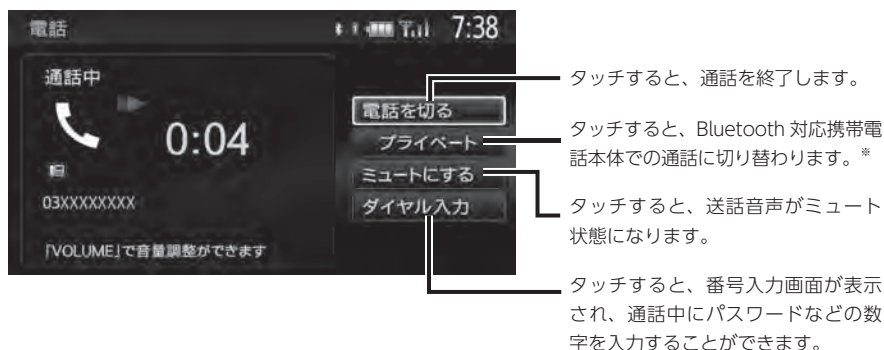 電話
7:38
通話中
0:04
03XXXXXXXX
「VOLUME」で音量調整ができます
電話を切る
プライベート
ミュートにする
ダイヤル入力
タッチすると、通話を終了します。
タッチすると、Bluetooth 対応携帯電
話本体での通話に切り替わります。※
タッチすると、送話音声がミュート
状態になります。
タッチすると、番号入力画面が表示
され、通話中にパスワードなどの数
字を入力することができます。